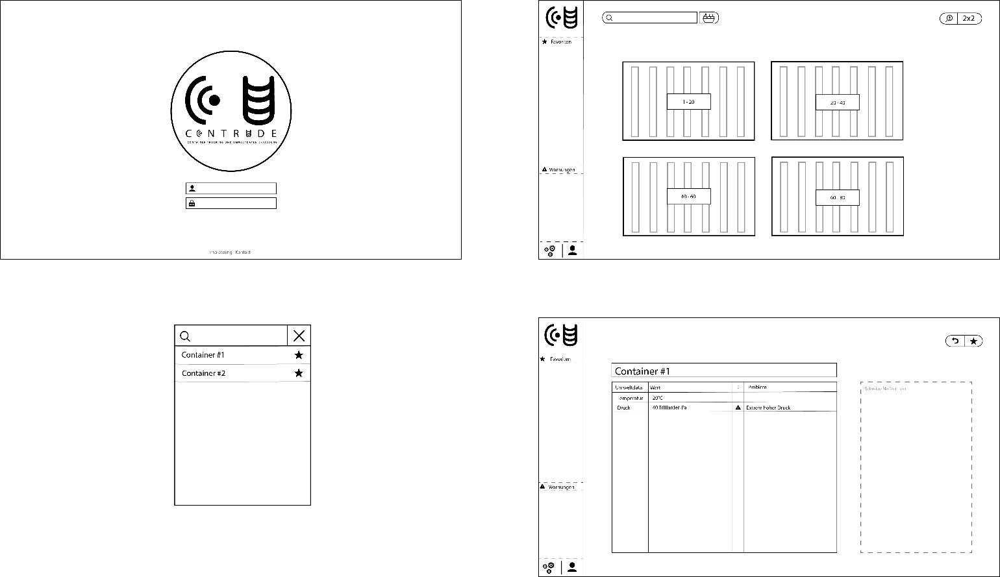 CONTRUDE
CONTAINER TRACKING UND UMWELTDATEN ERFASSUNG
Impressung Kontakt
Favoriten
Warnungen
2x2
1 - 20
20 - 40
40 - 60
60 - 80
Container #1
Container #2
Favoriten
Warnungen
Container #1
Umweltdata Wert ! Problem
Temperatur 20°C
Druck 40 Trilliarden Pa Extrem hoher Druck
Schreibe Notizen hier